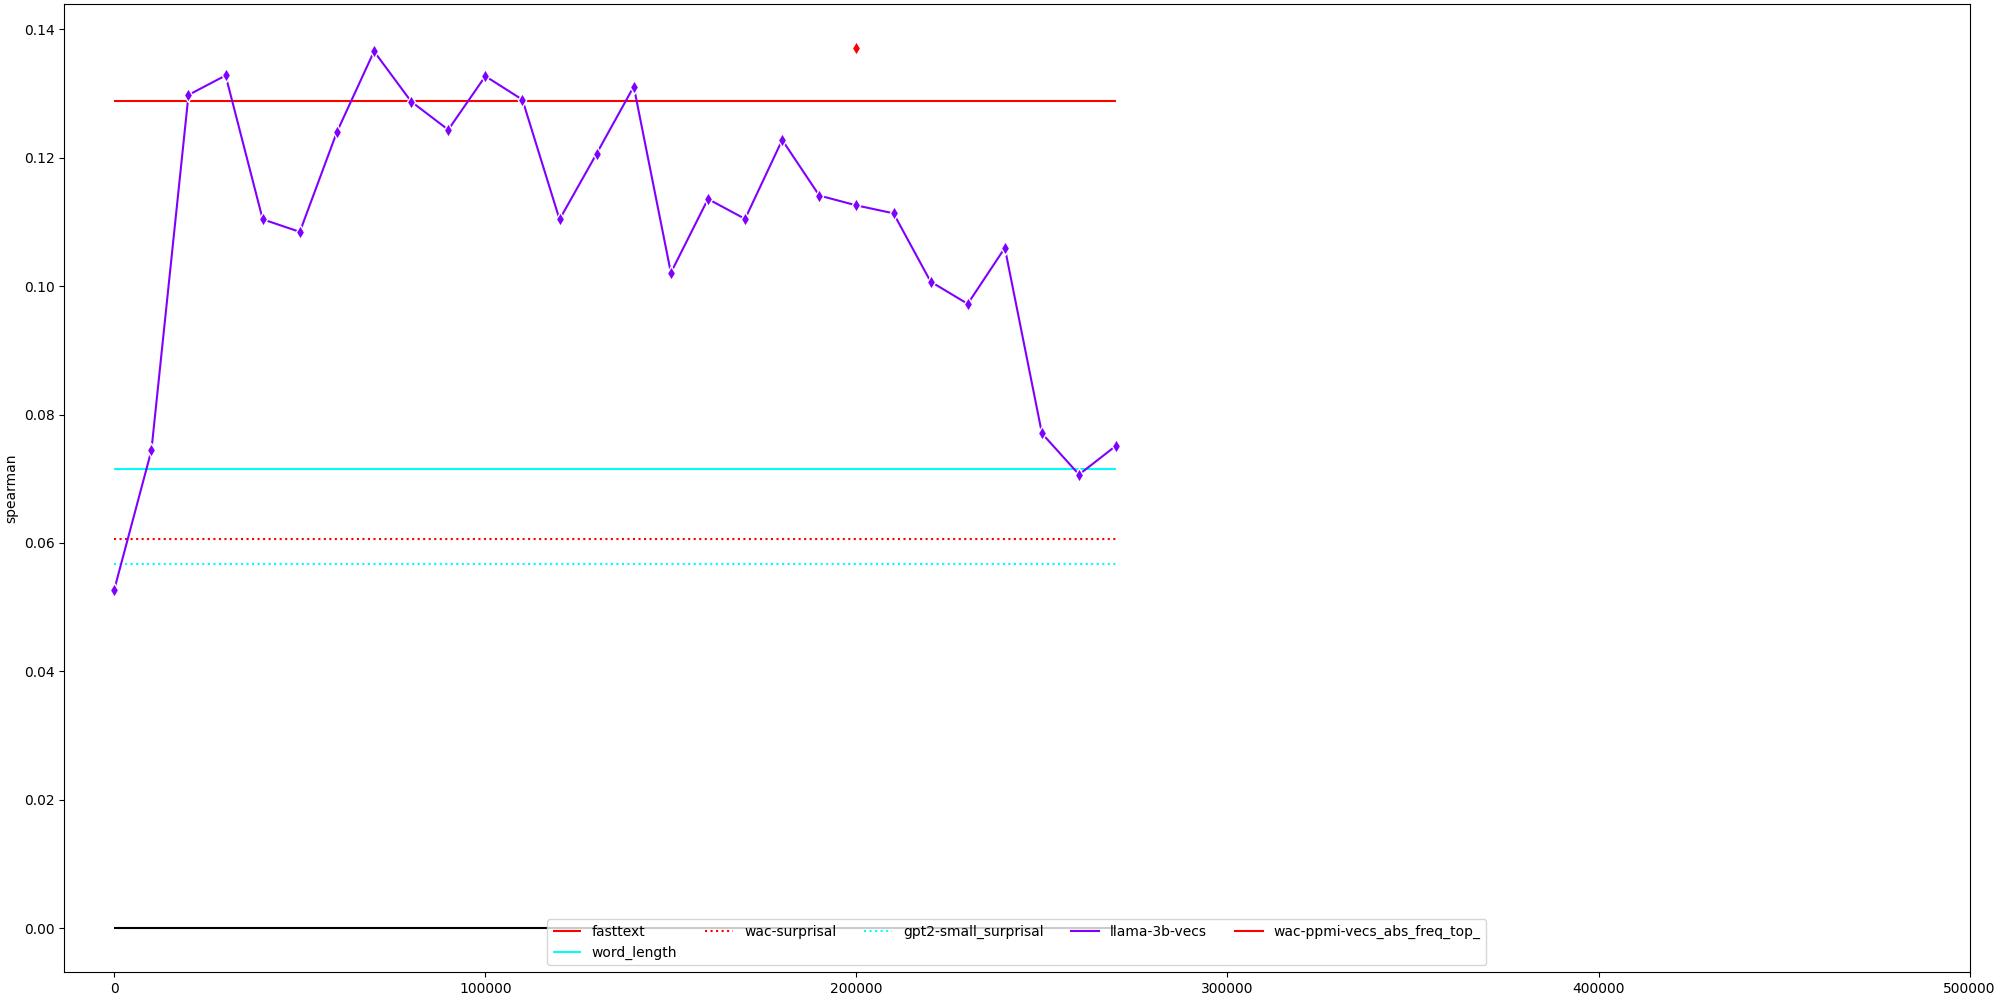 0.14
0.12
0.10
0.08
spearman
0.06
0.04
0.02
0.00
fasttext wac-surprisal gpt2-small_surprisal llama-3b-vecs wac-ppmi-vecs_abs_freq_top_
word_length
0 100000 200000 300000 400000 500000